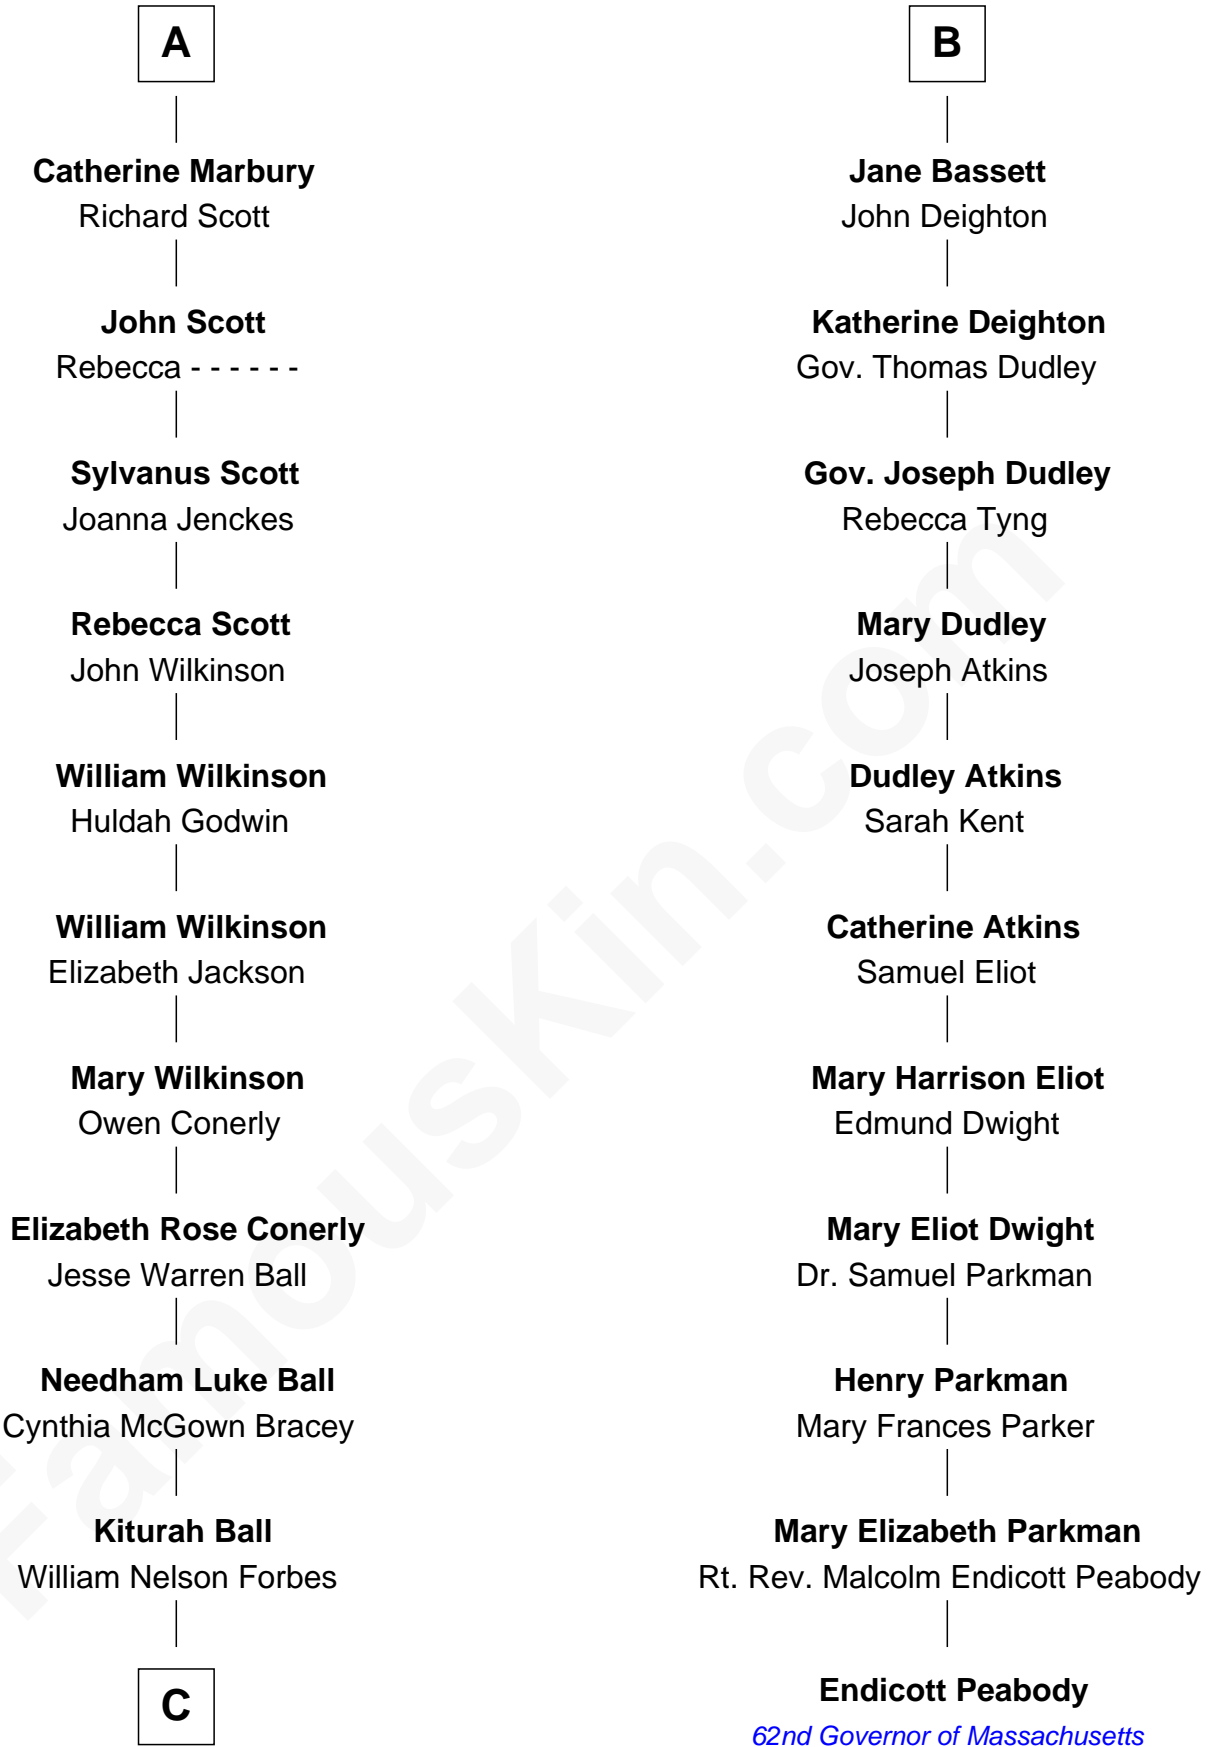 A
Catherine Marbury
Richard Scott
John Scott
Rebecca - - - - - -
Sylvanus Scott
Joanna Jenckes
Rebecca Scott
John Wilkinson
William Wilkinson
Huldah Godwin
William Wilkinson
Elizabeth Jackson
Mary Wilkinson
Owen Conerly
Elizabeth Rose Conerly
Jesse Warren Ball
Needham Luke Ball
Cynthia McGown Bracey
Kiturah Ball
William Nelson Forbes
C
B
Jane Bassett
John Deighton
Katherine Deighton
Gov. Thomas Dudley
Gov. Joseph Dudley
Rebecca Tyng
Mary Dudley
Joseph Atkins
Dudley Atkins
Sarah Kent
Catherine Atkins
Samuel Eliot
Mary Harrison Eliot
Edmund Dwight
Mary Eliot Dwight
Dr. Samuel Parkman
Henry Parkman
Mary Frances Parker
Mary Elizabeth Parkman
Rt. Rev. Malcolm Endicott Peabody
Endicott Peabody
62nd Governor of Massachusetts
FamousKin.com